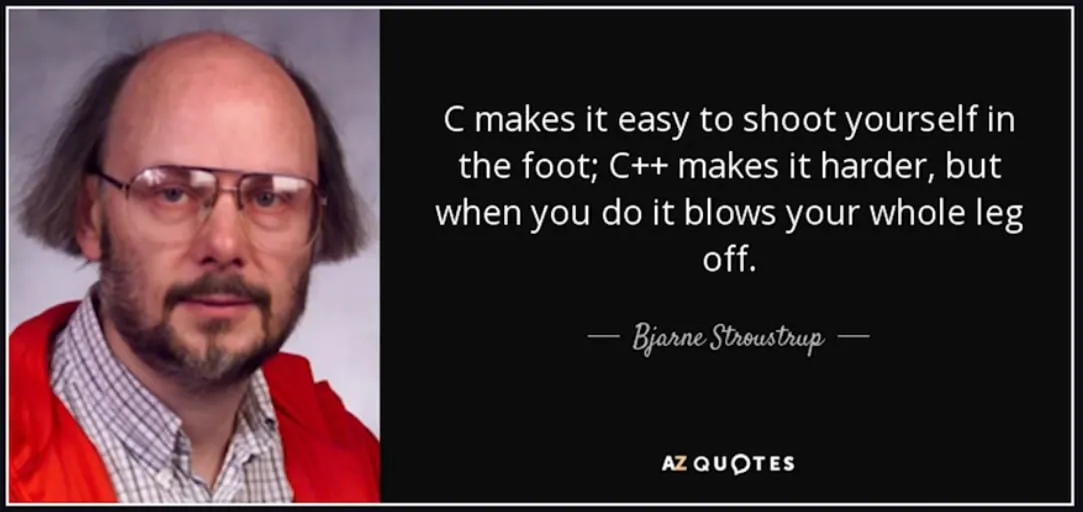 C makes it easy to shoot yourself in
the foot; C++ makes it harder, but
when you do it blows your whole leg
off.
Bjarne Stroustrup
AZ QUOTES